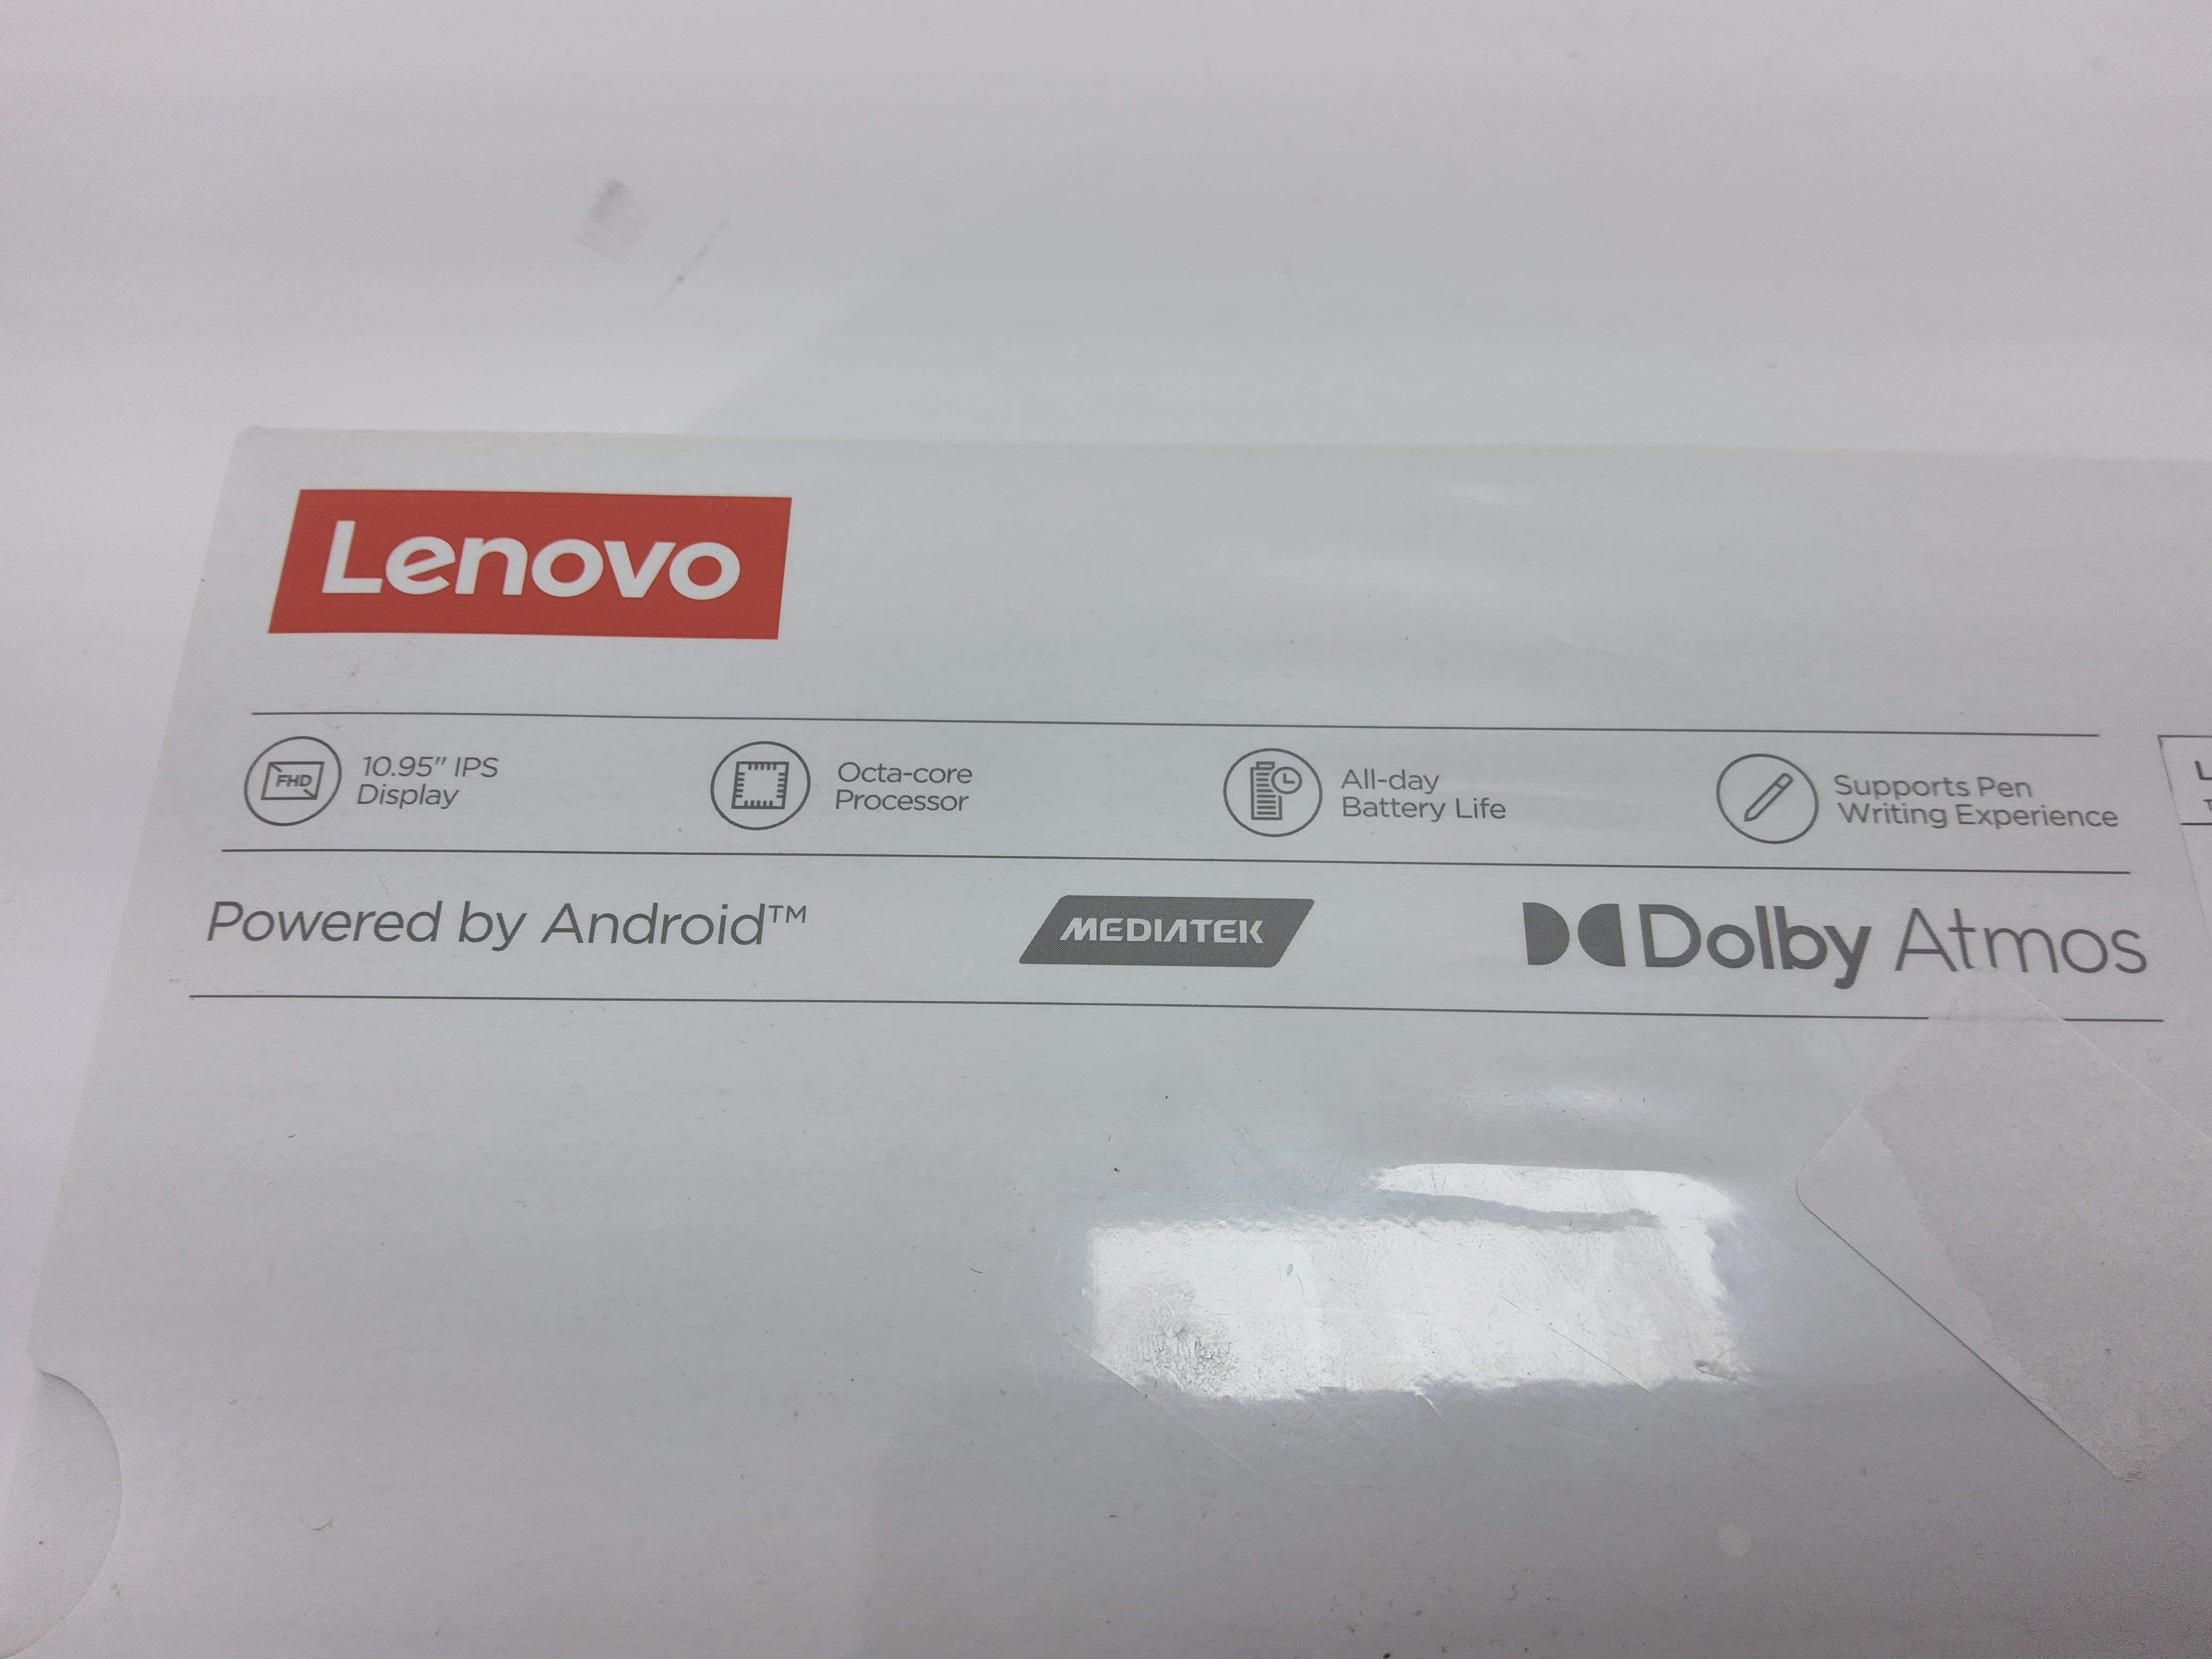 Lenovo
FHD
10.95" IPS
Display
Octa-core
Processor
All-day
Battery Life
Supports Pen
Writing Experience
Powered by Android™
MEDIATEK
Dolby Atmos